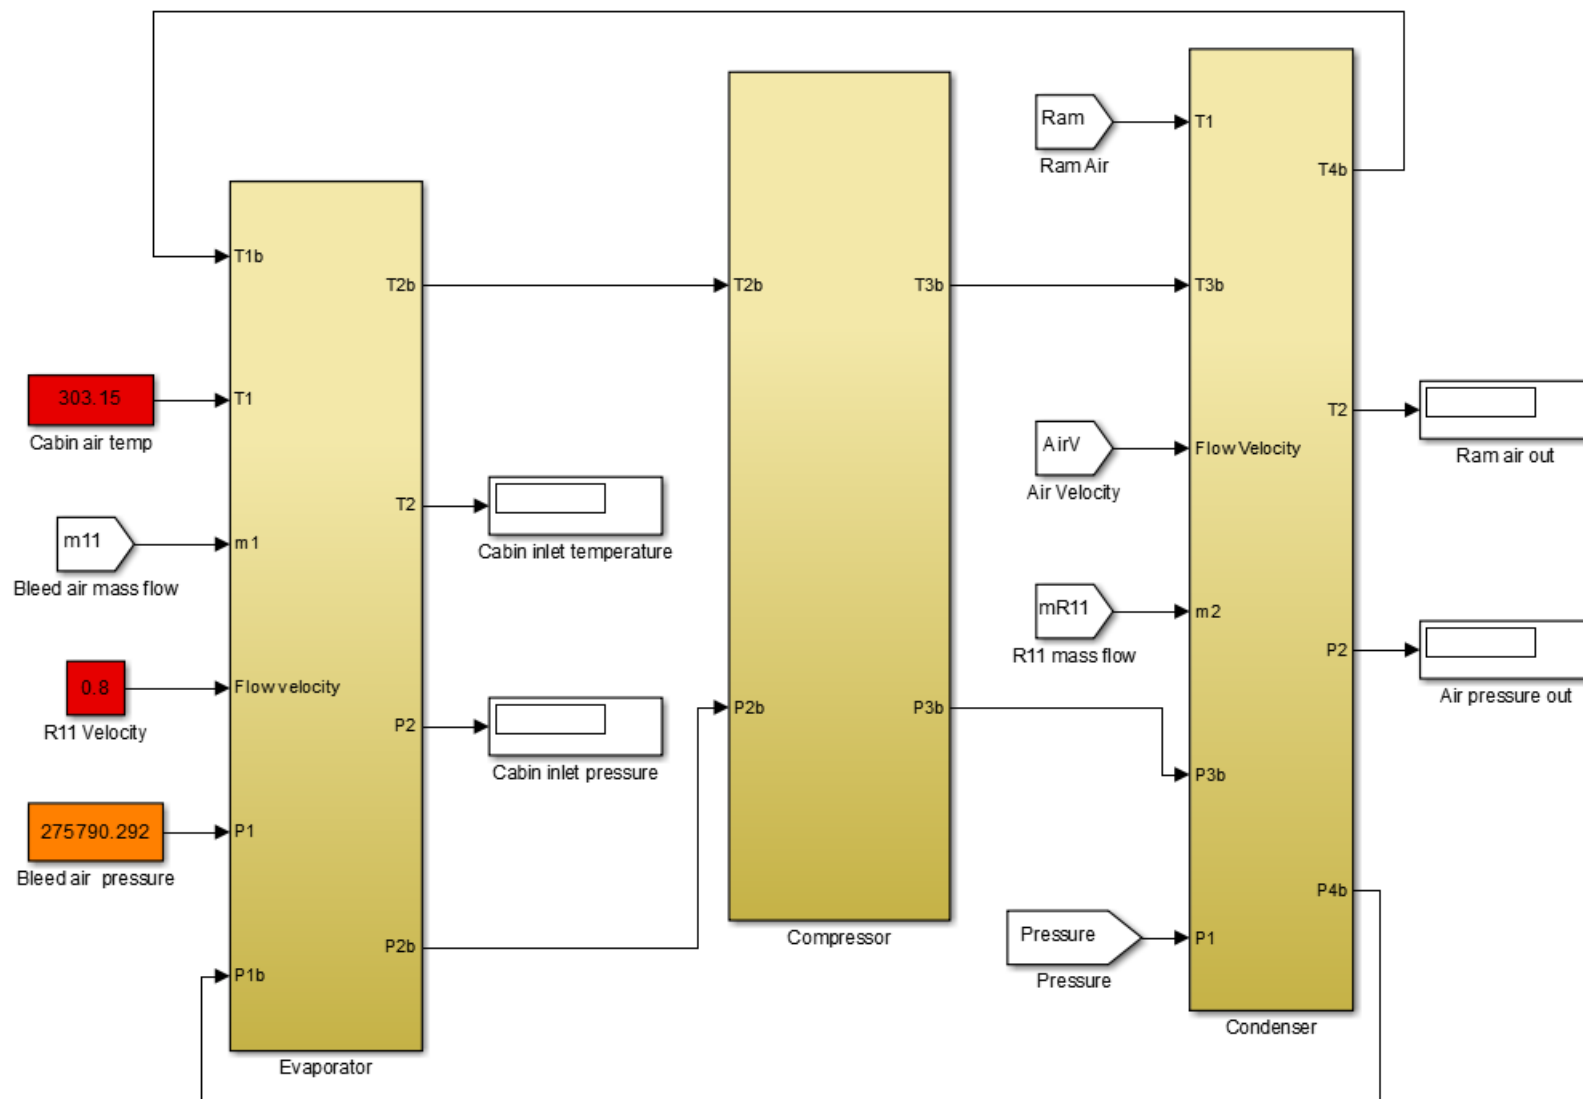 Ram
Ram Air
T1
T4b
T1b
T2b
T2b
T3b
T3b
303.15
Cabin air temp
T1
T2
Ram air out
AirV
Air Velocity
Flow Velocity
T2
Cabin inlet temperature
m11
Bleed air mass flow
m1
mR11
R11 mass flow
m2
P2
Air pressure out
0.8
R11 Velocity
Flow velocity
P2
Cabin inlet pressure
P2b
P3b
P3b
275790.292
Bleed air  pressure
P1
P4b
P2b
P1b
Compressor
Pressure
Pressure
P1
Condenser
Evaporator